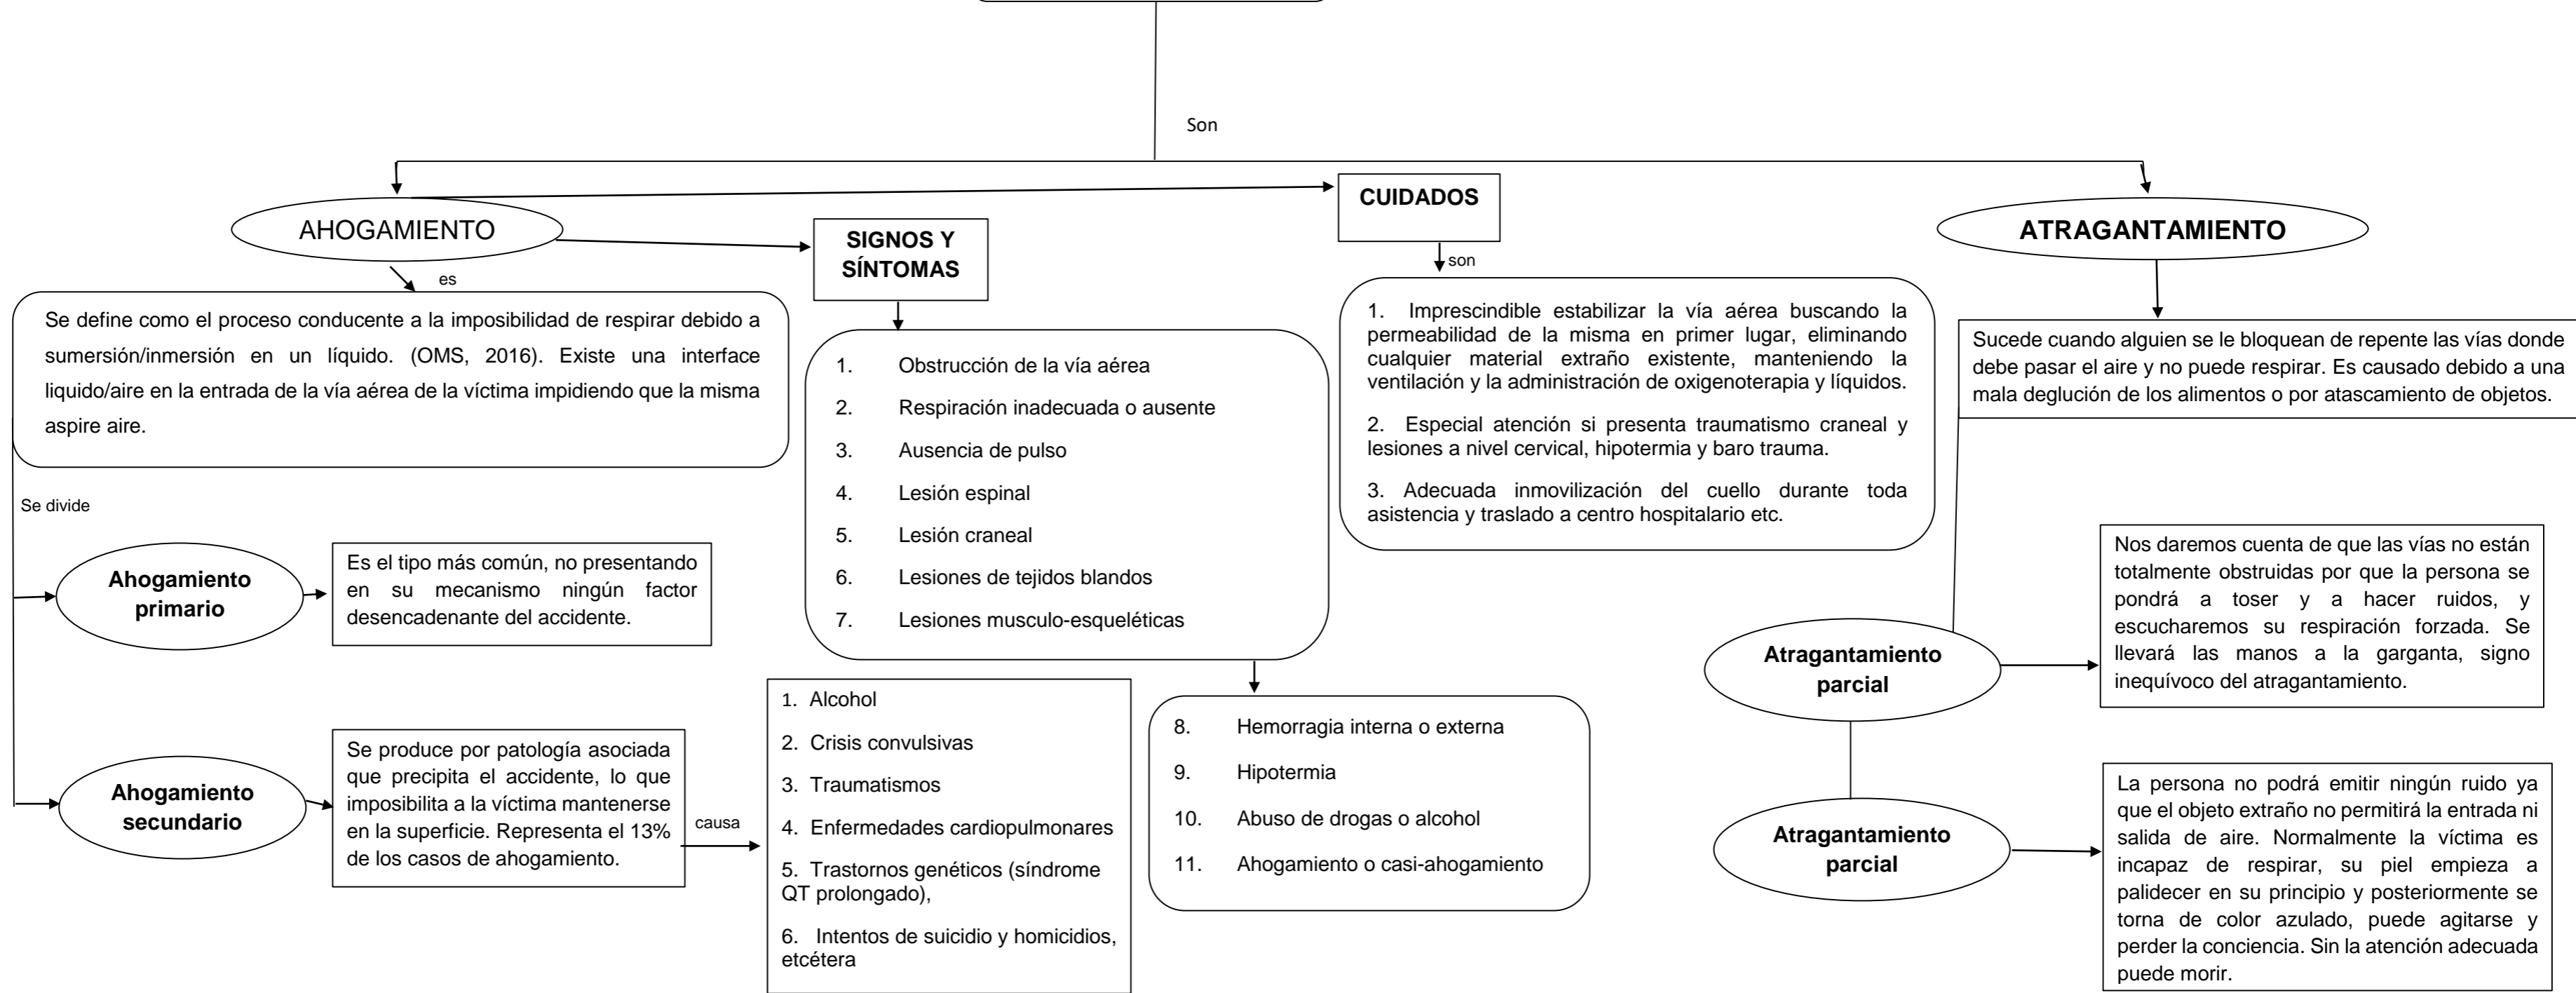 Son
AHOGAMIENTO
es
Se define como el proceso conducente a la imposibilidad de respirar debido a
sumersión/inmersión en un líquido. (OMS, 2016). Existe una interface
liquido/aire en la entrada de la vía aérea de la víctima impidiendo que la misma
aspire aire.
Se divide
Ahogamiento
primario
Es el tipo más común, no presentando
en su mecanismo ningún factor
desencadenante del accidente.
Ahogamiento
secundario
Se produce por patología asociada
que precipita el accidente, lo que
imposibilita a la víctima mantenerse
en la superficie. Representa el 13%
de los casos de ahogamiento.
causa
1. Alcohol
2. Crisis convulsivas
3. Traumatismos
4. Enfermedades cardiopulmonares
5. Trastornos genéticos (síndrome
QT prolongado),
6. Intentos de suicidio y homicidios,
etcétera
SIGNOS Y
SÍNTOMAS
1. Obstrucción de la vía aérea
2. Respiración inadecuada o ausente
3. Ausencia de pulso
4. Lesión espinal
5. Lesión craneal
6. Lesiones de tejidos blandos
7. Lesiones musculo-esqueléticas
8. Hemorragia interna o externa
9. Hipotermia
10. Abuso de drogas o alcohol
11. Ahogamiento o casi-ahogamiento
CUIDADOS
son
1. Imprescindible estabilizar la vía aérea buscando la
permeabilidad de la misma en primer lugar, eliminando
cualquier material extraño existente, manteniendo la
ventilación y la administración de oxigenoterapia y líquidos.
2. Especial atención si presenta traumatismo craneal y
lesiones a nivel cervical, hipotermia y baro trauma.
3. Adecuada inmovilización del cuello durante toda
asistencia y traslado a centro hospitalario etc.
ATRAGANTAMIENTO
Sucede cuando alguien se le bloquean de repente las vías donde
debe pasar el aire y no puede respirar. Es causado debido a una
mala deglución de los alimentos o por atascamiento de objetos.
Atragantamiento
parcial
Nos daremos cuenta de que las vías no están
totalmente obstruidas por que la persona se
pondrá a toser y a hacer ruidos, y
escucharemos su respiración forzada. Se
llevará las manos a la garganta, signo
inequívoco del atragantamiento.
Atragantamiento
parcial
La persona no podrá emitir ningún ruido ya
que el objeto extraño no permitirá la entrada ni
salida de aire. Normalmente la víctima es
incapaz de respirar, su piel empieza a
palidecer en su principio y posteriormente se
torna de color azulado, puede agitarse y
perder la conciencia. Sin la atención adecuada
puede morir.